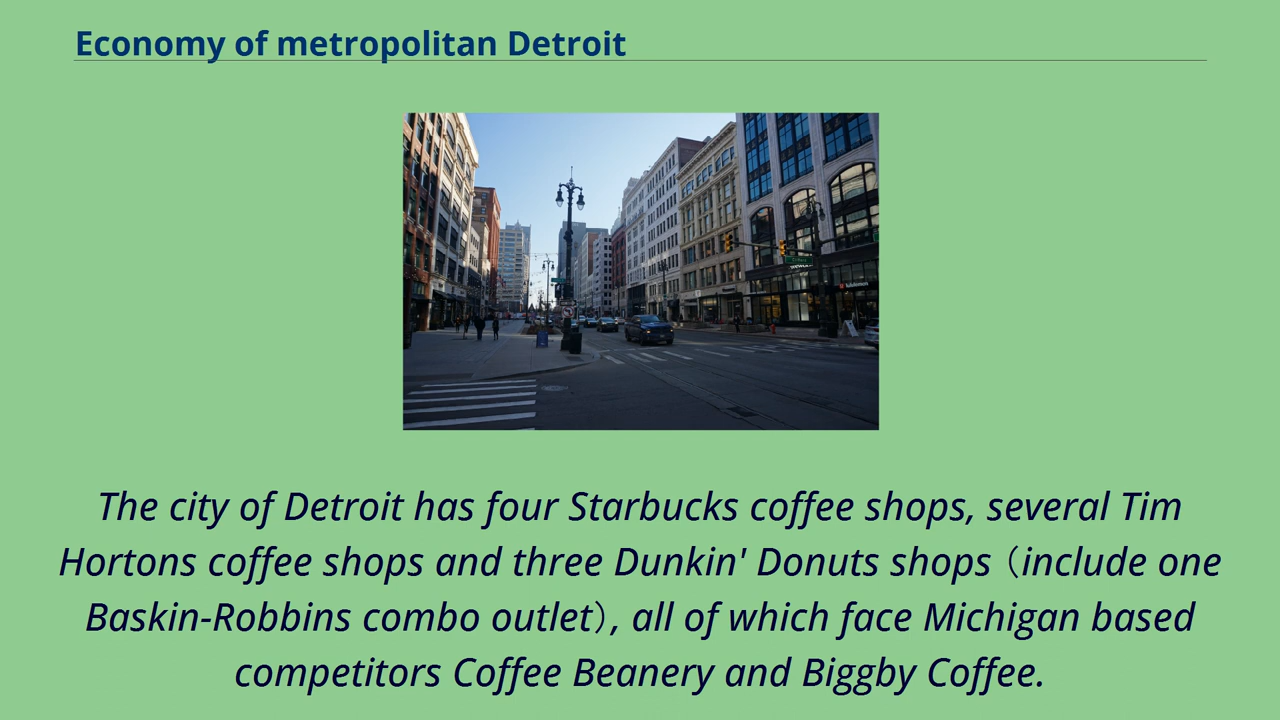 Economy of metropolitan Detroit
lululemon
The city of Detroit has four Starbucks coffee shops, several Tim
Hortons coffee shops and three Dunkin' Donuts shops（include one
Baskin-Robbins combo outlet）, all of which face Michigan based
competitors Coffee Beanery and Biggby Coffee.